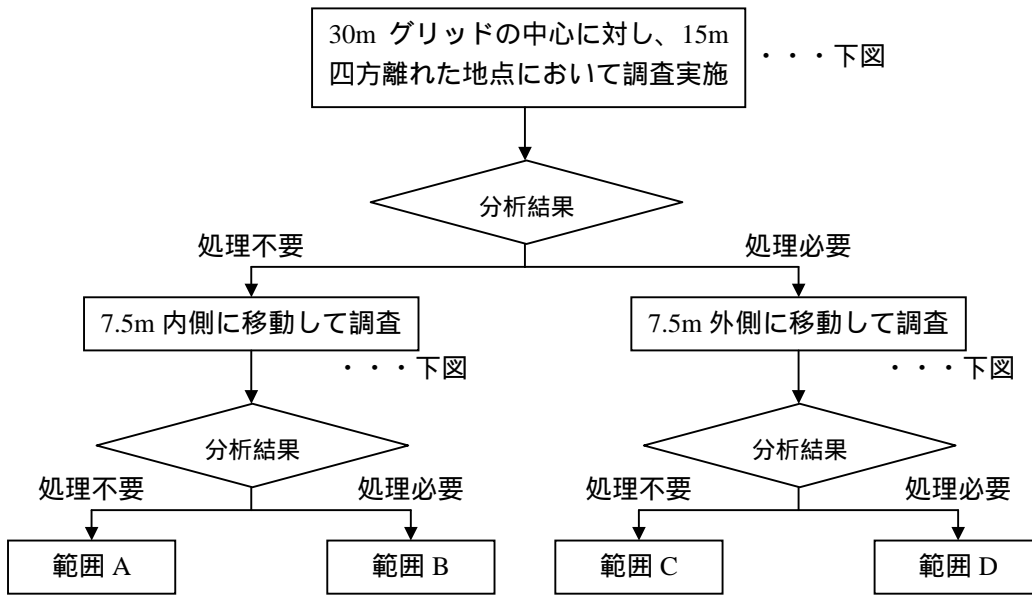 30m グリッドの中心に対し、15m
四方離れた地点において調査実施
・・・下図
分析結果
処理不要
処理必要
7.5m 内側に移動して調査
7.5m 外側に移動して調査
・・・下図
・・・下図
分析結果
分析結果
処理不要
処理必要
処理不要
処理必要
範囲 A
範囲 B
範囲 C
範囲 D